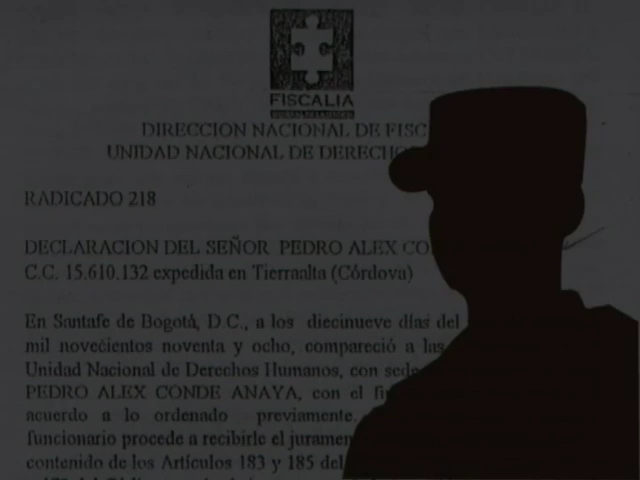 FISCALIA
DIRECCION NACIONAL DE FISC
UNIDAD NACIONAL DE DERECHO
RADICADO 218
DECLARACION DEL SEÑOR PEDRO ALEX CONDE
C.C. 15.610.132 expedida en Tierraalta (Córdova)
En Santafe de Bogotá, D C., a los diecinueve días del
mil novecientos noventa y ocho, compareció a las
Unidad Nacional de Derechos Humanos, con sede
PEDRO ALEX CONDE ANAYA, con el fi
acuerdo a lo ordenado previamente.
funcionario procede a recibirle el juramen
contenido de los Artículos 183 y 185 del